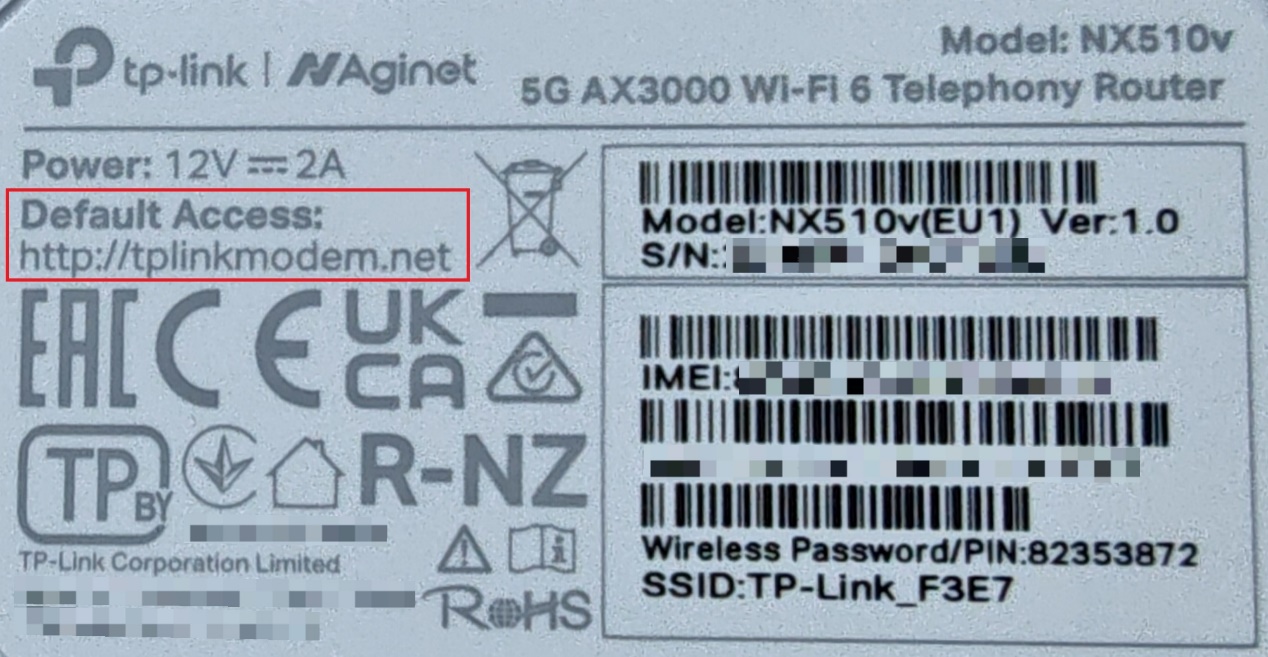 tp-link | Aginet
Model: NX510v
5G AX3000 Wi-Fi 6 Telephony Router
Power: 12V ⎓ 2A
Default Access:
http://tplinkmodem.net
Model:NX510v(EU1) Ver:1.0
S/N:
IMEI:
Wireless Password/PIN:82353872
SSID:TP-Link_F3E7
EAC CE UK
CA
TP BY
R-NZ
TP-Link Corporation Limited
RoHS